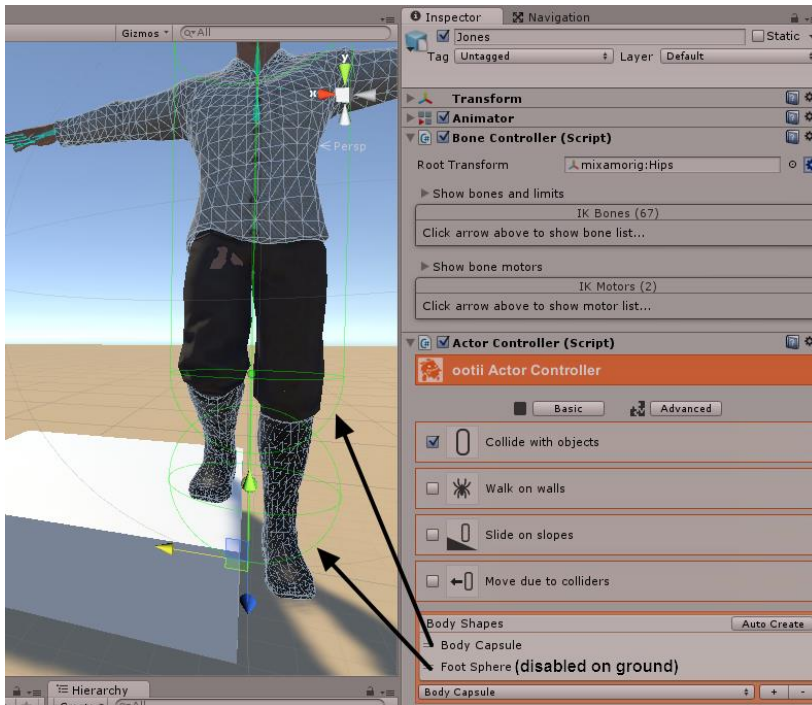 Inspector
Navigation
Gizmos
All
Jones
Static
Tag Untagged Layer Default
Transform
Animator
Bone Controller (Script)
Root Transform mixamorig:Hips
Show bones and limits
IK Bones (67)
Click arrow above to show bone list...
Show bone motors
IK Motors (2)
Click arrow above to show motor list...
Actor Controller (Script)
ootii Actor Controller
Basic Advanced
Collide with objects
Walk on walls
Slide on slopes
Move due to colliders
Body Shapes Auto Create
Body Capsule
Foot Sphere (disabled on ground)
Body Capsule + -
y
x
Persp
Hierarchy